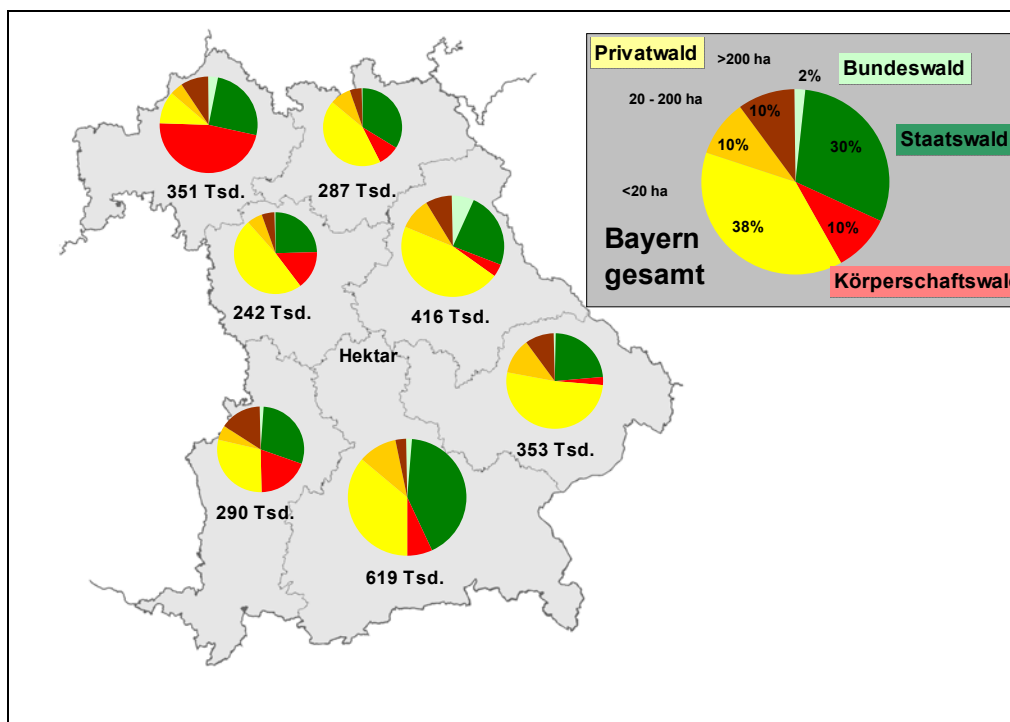 Privatwald
>200 ha
2%
Bundeswald
20 - 200 ha
10%
10%
30%
Staatswald
<20 ha
38%
10%
Bayern
gesamt
Körperschaftswald
351 Tsd.
287 Tsd.
242 Tsd.
416 Tsd.
Hektar
353 Tsd.
290 Tsd.
619 Tsd.